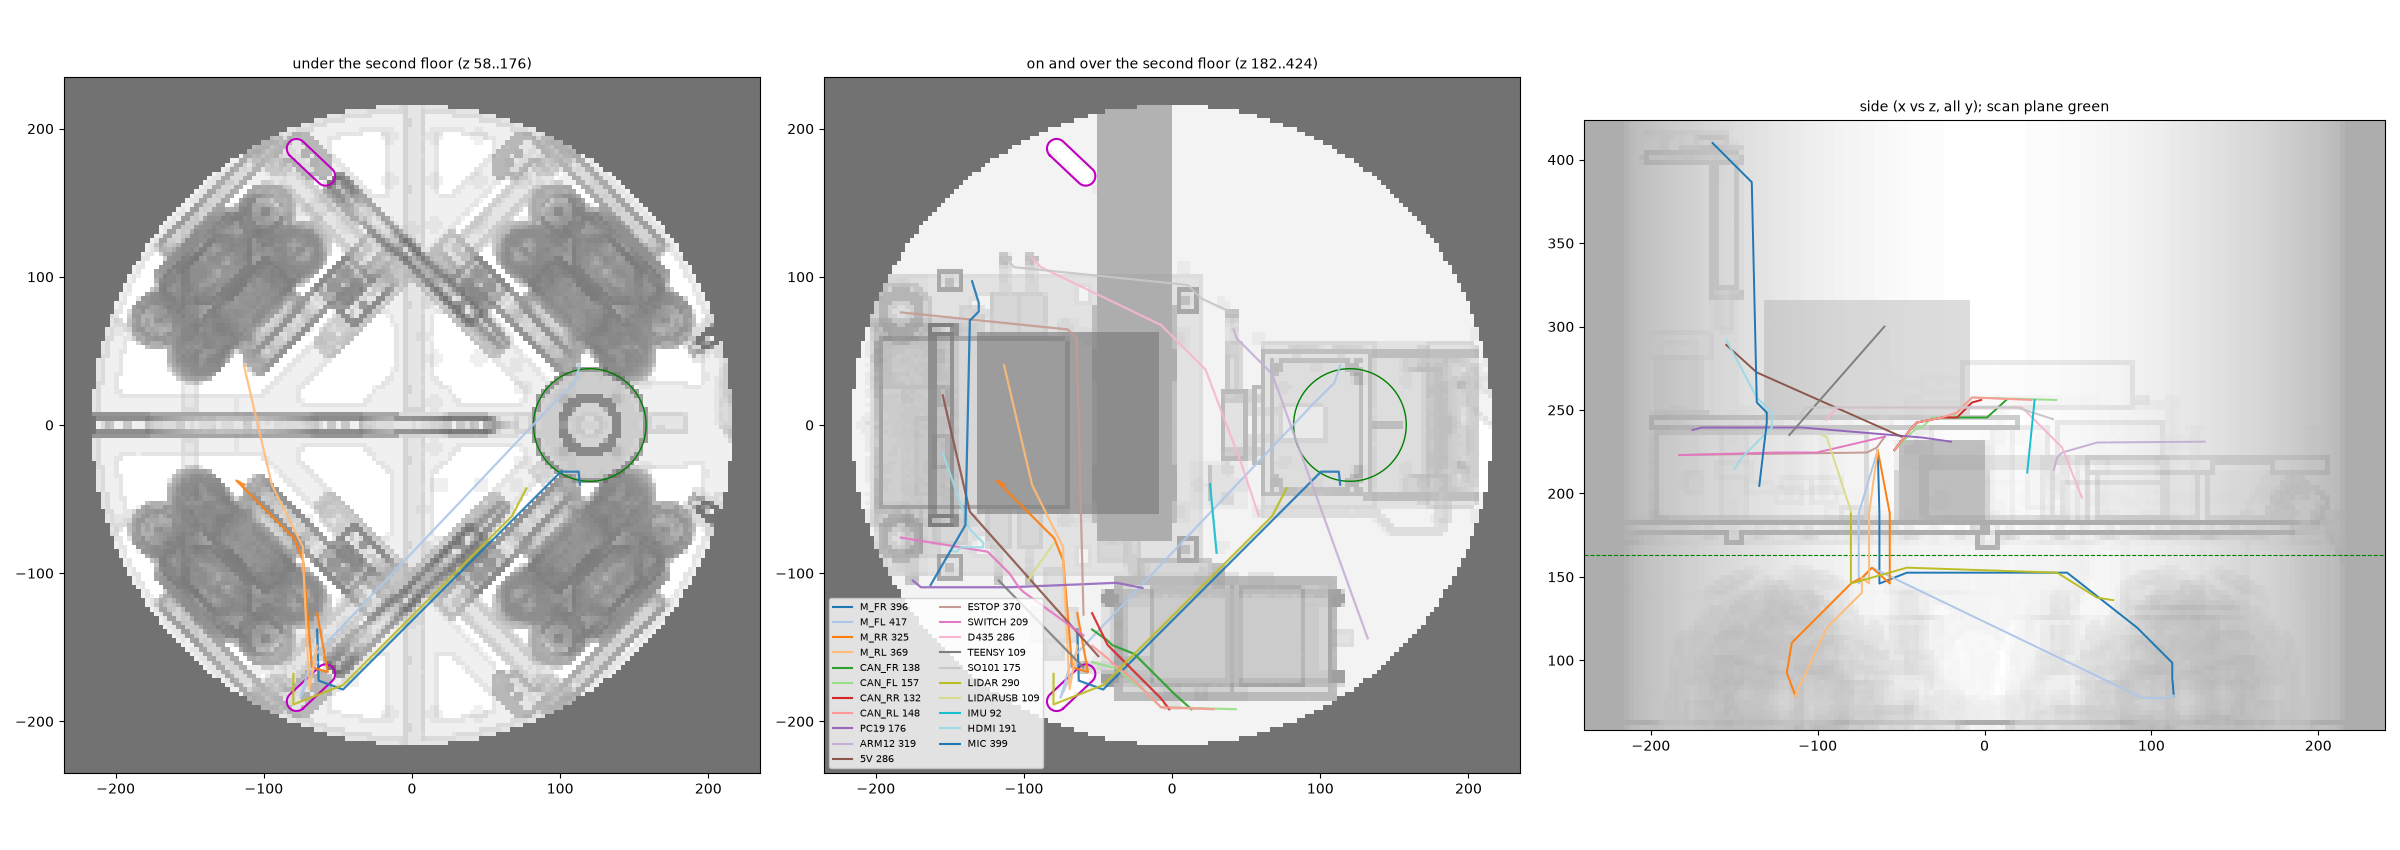 under the second floor (z 58..176)
200
100
0
−100
−200
−200
−100
0
100
200
on and over the second floor (z 182..424)
200
100
0
−100
−200
−200
−100
0
100
200
M_FR 396
M_FL 417
M_RR 325
M_RL 369
CAN_FR 138
CAN_FL 157
CAN_RR 132
CAN_RL 148
PC19 176
ARM12 319
5V 286
ESTOP 370
SWITCH 209
D435 286
TEENSY 109
SO101 175
LIDAR 290
LIDARUSB 109
IMU 92
HDMI 191
MIC 399
side (x vs z, all y); scan plane green
400
350
300
250
200
150
100
−200
−100
0
100
200